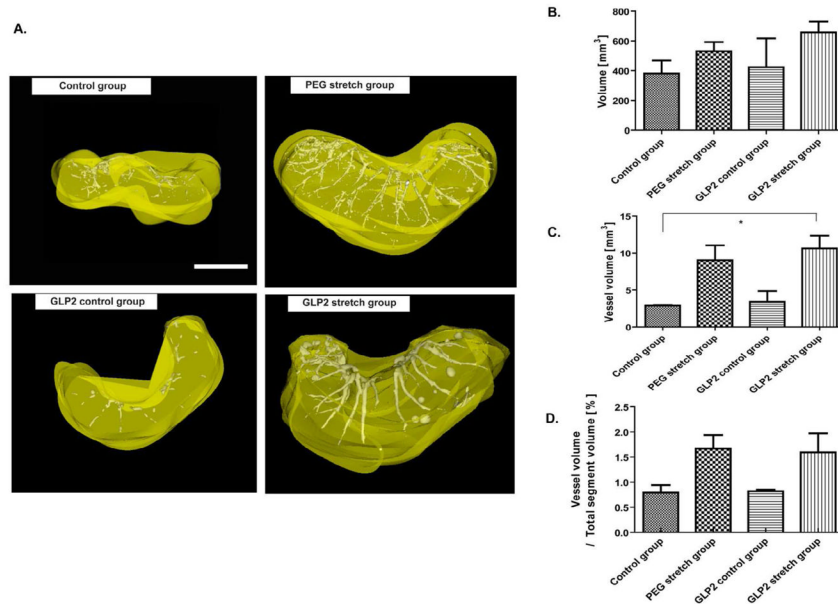 A.
Control group
PEG stretch group
GLP2 control group
GLP2 stretch group
B.
Volume [mm³]
800
600
400
200
0
Control group
PEG stretch group
GLP2 control group
GLP2 stretch group
C.
Vessel volume [mm³]
15
10
5
0
*
Control group
PEG stretch group
GLP2 control group
GLP2 stretch group
D.
Vessel volume
/ Total segment volume [%]
2.5
2.0
1.5
1.0
0.5
0.0
Control group
PEG stretch group
GLP2 control group
GLP2 stretch group